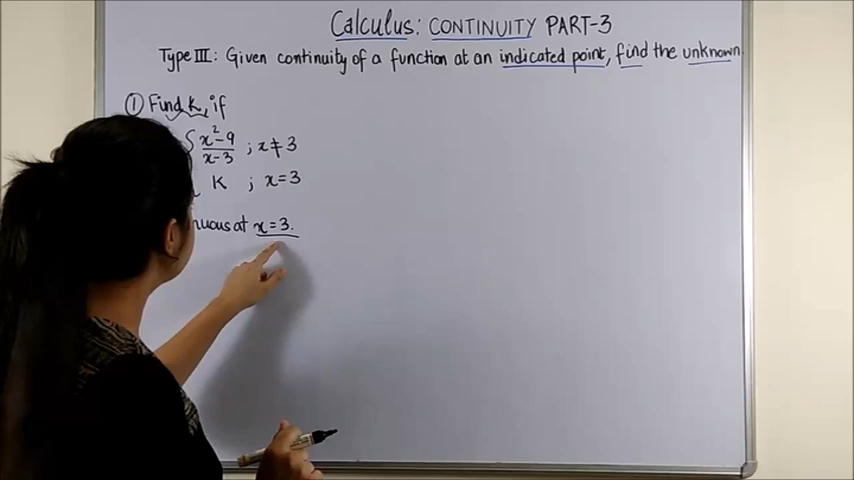 Calculus: CONTINUITY PART-3
Type III: Given continuity of a function at an indicated point, find the unknown.
① Find k, if
{ x²-9 / x-3 ; x ≠ 3
K ; x = 3
at x = 3.